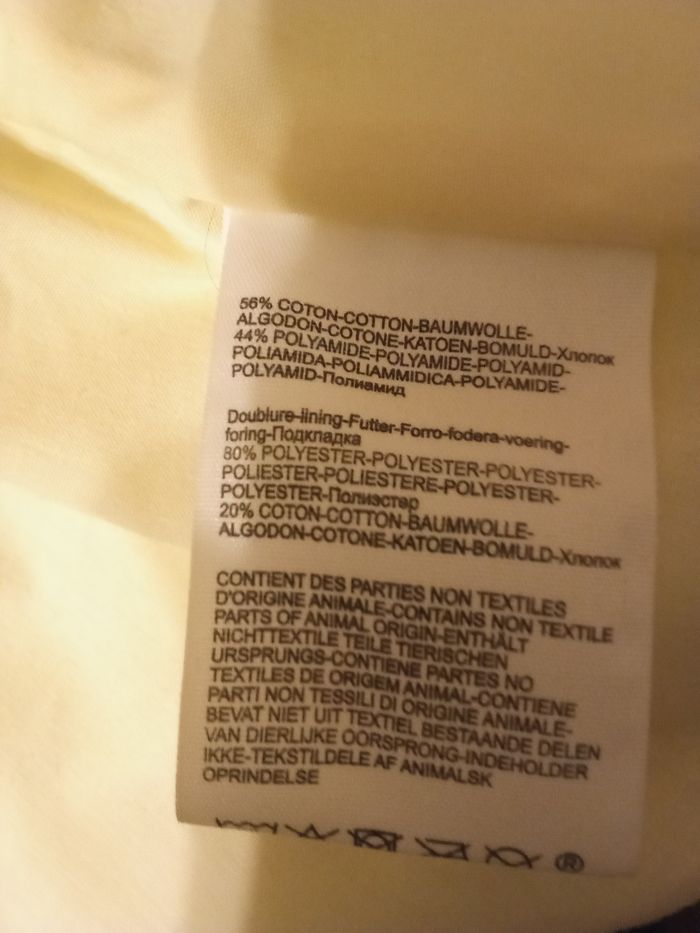 56% COTON-COTTON-BAUMWOLLE-
ALGODON-COTONE-KATOEN-BOMULD-Хлопок
44% POLYAMIDE-POLYAMIDE-POLYAMID-
POLIAMIDA-POLIAMMIDICA-POLYAMIDE-
POLYAMID-Полиамид
Doublure-lining-Futter-Forro-fodera-voering-
foring-Подкладка
80% POLYESTER-POLYESTER-POLYESTER-
POLIESTER-POLIESTERE-POLYESTER-
POLYESTER-Полиэстер
20% COTON-COTTON-BAUMWOLLE-
ALGODON-COTONE-KATOEN-BOMULD-Хлопок
CONTIENT DES PARTIES NON TEXTILES
D'ORIGINE ANIMALE-CONTAINS NON TEXTILE
PARTS OF ANIMAL ORIGIN-ENTHÄLT
NICHTTEXTILE TEILE TIERISCHEN
URSPRUNGS-CONTIENE PARTES NO
TEXTILES DE ORIGEM ANIMAL-CONTIENE
PARTI NON TESSILI DI ORIGINE ANIMALE-
BEVAT NIET UIT TEXTIEL BESTAANDE DELEN
VAN DIERLIJKE OORSPRONG-INDEHOLDER
IKKE-TEKSTILDELE AF ANIMALSK
OPRINDELSE
®